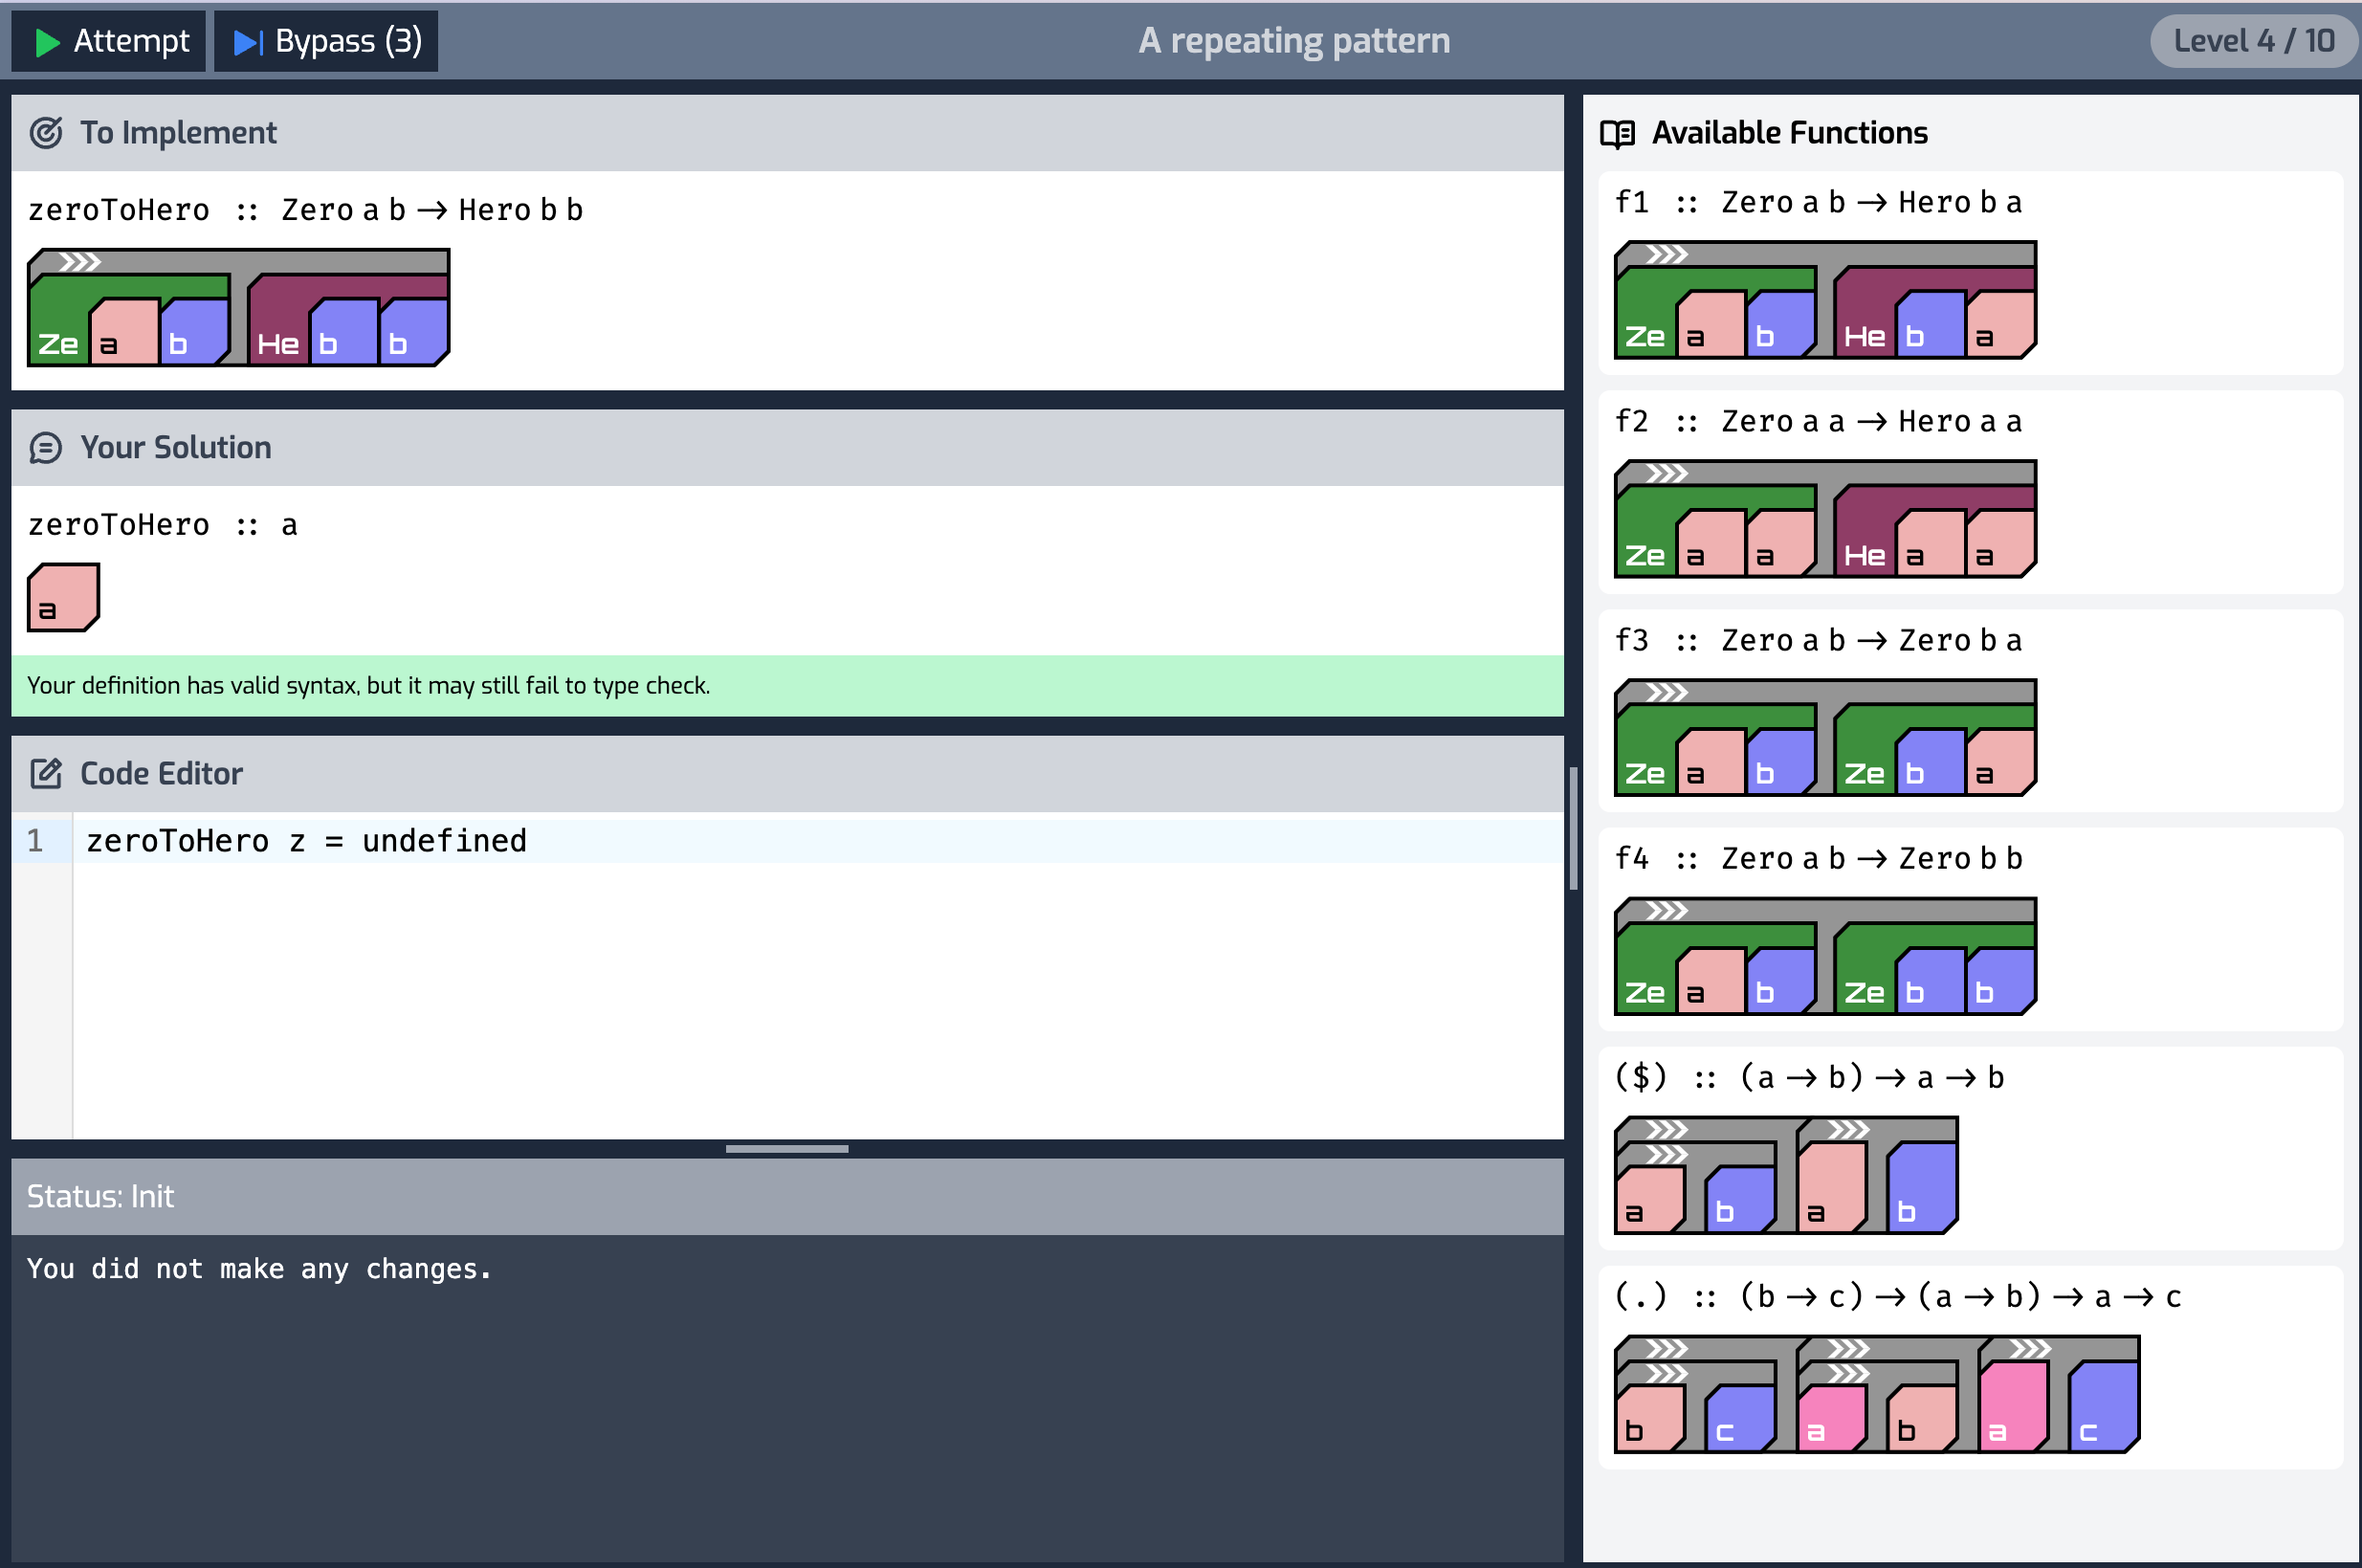 Attempt
Bypass (3)
A repeating pattern
Level 4 / 10
To Implement
zeroToHero :: Zero a b → Hero b b
Ze a b He b b
Your Solution
zeroToHero :: a
a
Your definition has valid syntax, but it may still fail to type check.
Code Editor
1 zeroToHero z = undefined
Status: Init
You did not make any changes.
Available Functions
f1 :: Zero a b → Hero b a
Ze a b He b a
f2 :: Zero a a → Hero a a
Ze a a He a a
f3 :: Zero a b → Zero b a
Ze a b Ze b a
f4 :: Zero a b → Zero b b
Ze a b Ze b b
($) :: (a → b) → a → b
a b a b
(.) :: (b → c) → (a → b) → a → c
b c a b a c